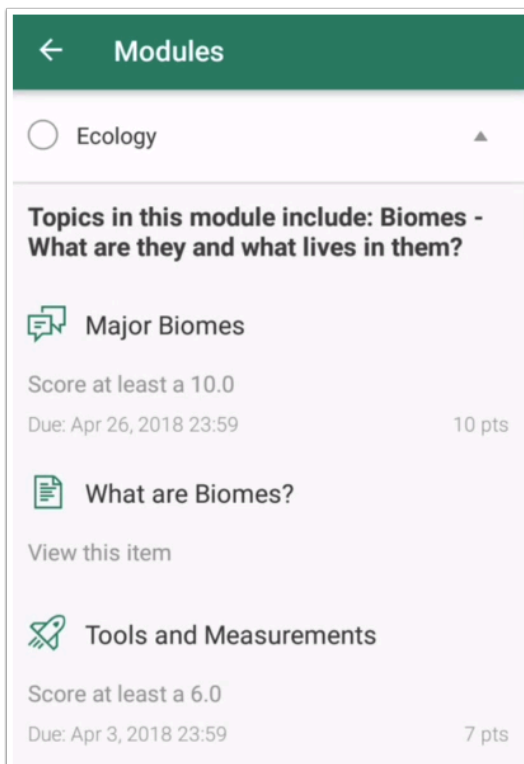 Modules
Ecology
Topics in this module include: Biomes -
What are they and what lives in them?
Major Biomes
Score at least a 10.0
Due: Apr 26, 2018 23:59 10 pts
What are Biomes?
View this item
Tools and Measurements
Score at least a 6.0
Due: Apr 3, 2018 23:59 7 pts